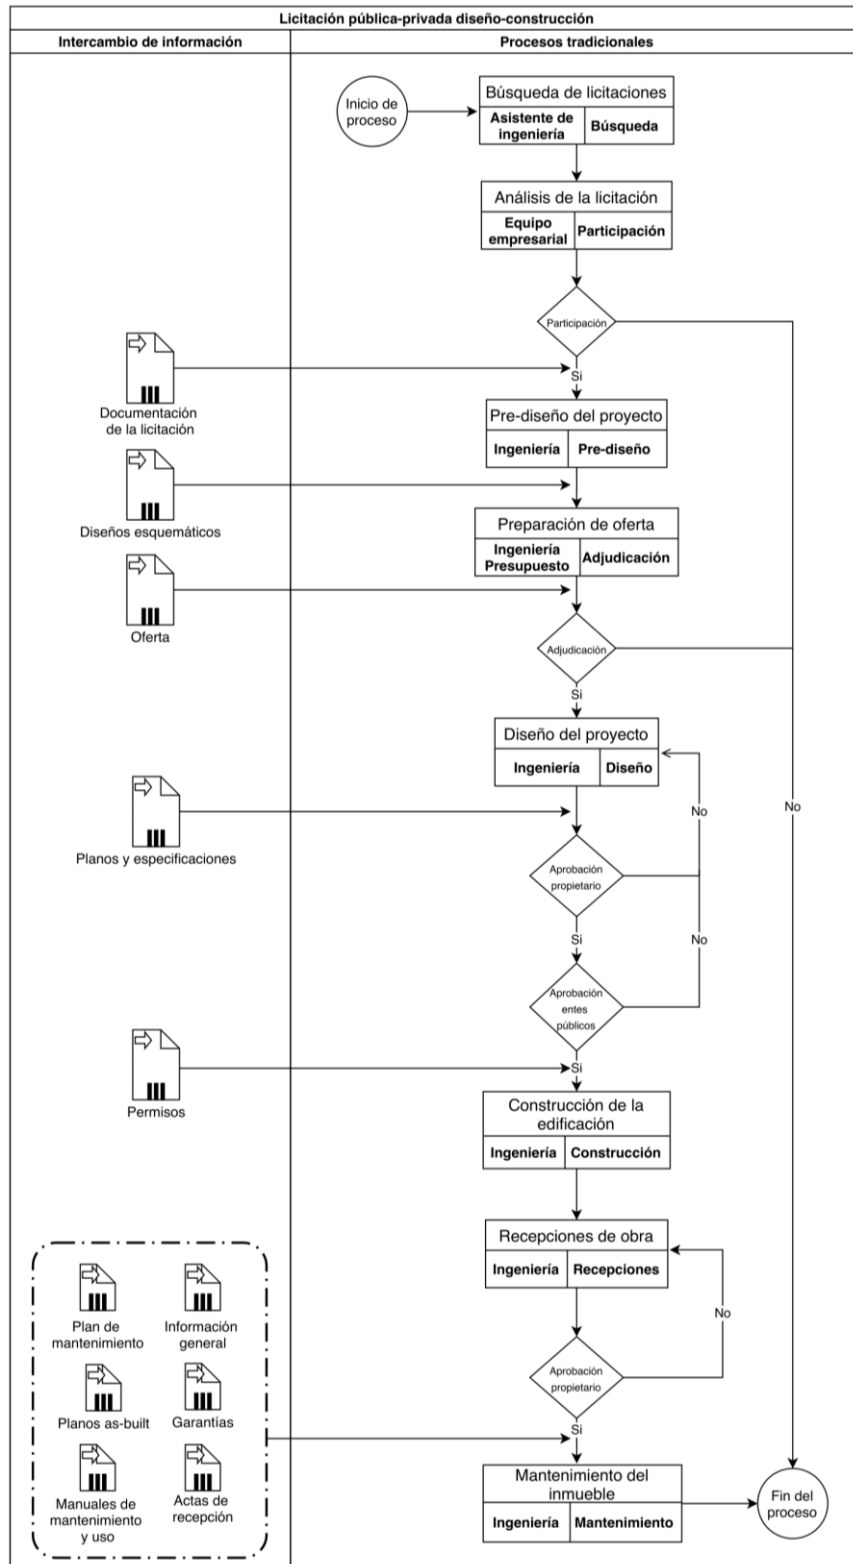 Licitación pública-privada diseño-construcción
Intercambio de información
Procesos tradicionales
Inicio de
proceso
Búsqueda de licitaciones
Asistente de
ingeniería
Búsqueda
Análisis de la licitación
Equipo
empresarial
Participación
Participación
Si
No
Documentación
de la licitación
Pre-diseño del proyecto
Ingeniería
Pre-diseño
Diseños esquemáticos
Preparación de oferta
Ingeniería
Presupuesto
Adjudicación
Oferta
Adjudicación
Si
Diseño del proyecto
Ingeniería
Diseño
Planos y especificaciones
No
Aprobación
propietario
Si
No
Aprobación
entes
públicos
Si
Permisos
Construcción de la
edificación
Ingeniería
Construcción
Recepciones de obra
Ingeniería
Recepciones
No
Aprobación
propietario
Si
Plan de
mantenimiento
Información
general
Planos as-built
Garantías
Manuales de
mantenimiento
y uso
Actas de
recepción
Mantenimiento del
inmueble
Ingeniería
Mantenimiento
Fin del
proceso